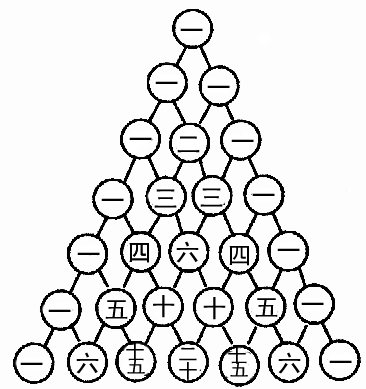 一
一 一
一 二 一
一 三 三 一
一 四 六 四 一
一 五 十 十 五 一
一 六 十五 二十 十五 六 一